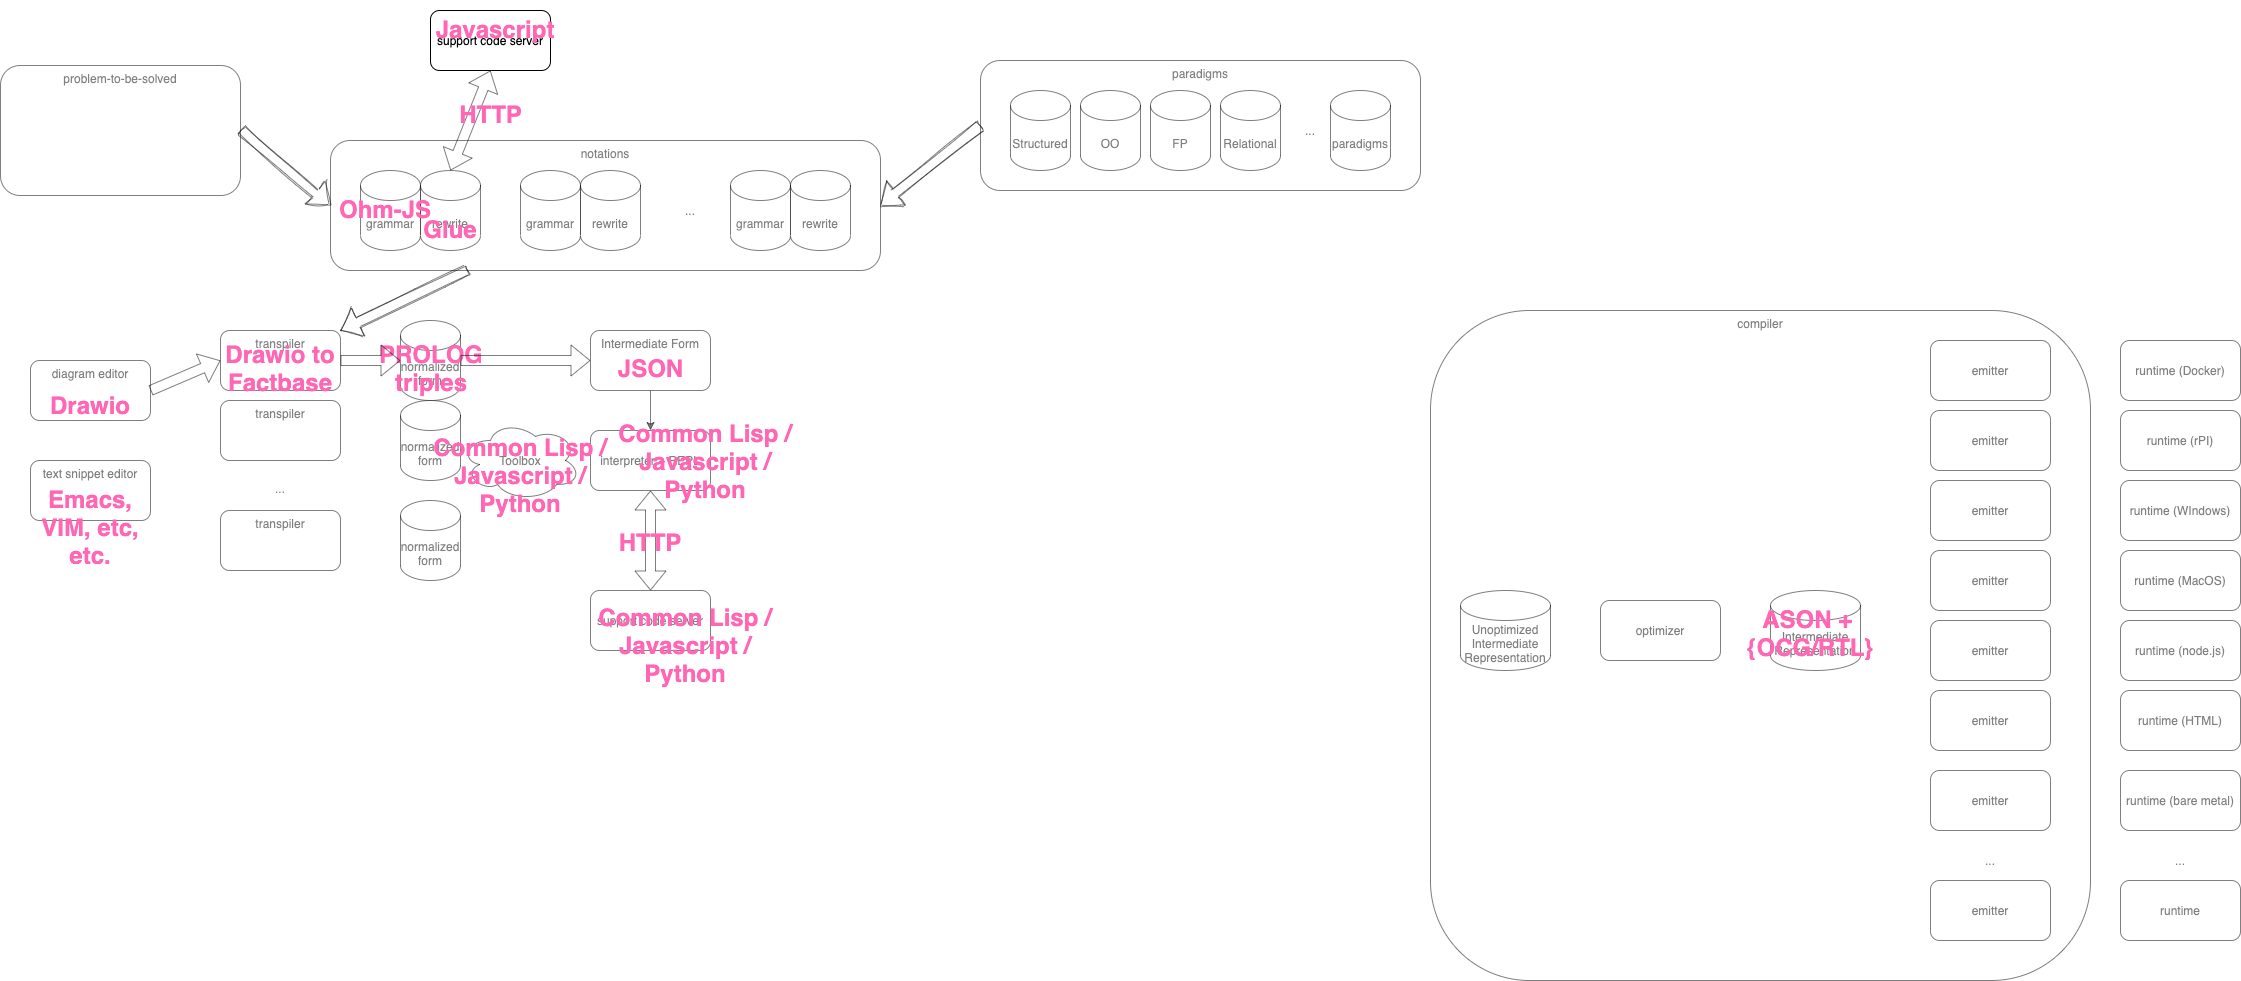 Javascript
support code server
problem-to-be-solved
paradigms
HTTP
Structured
OO
FP
Relational
...
paradigms
notations
Ohm-JS
Glue
grammar
rewrite
grammar
rewrite
...
grammar
rewrite
compiler
transpiler
Drawio to
Factbase
PROLOG
triples
normalized
form
Intermediate Form
JSON
diagram editor
Drawio
transpiler
normalized
form
Common Lisp /
Javascript /
Python
Toolbox
Common Lisp /
Javascript /
Python
interpreter
text snippet editor
Emacs,
VIM, etc,
etc.
...
transpiler
normalized
form
HTTP
Common Lisp /
Javascript /
Python
support code server
Unoptimized
Intermediate
Representation
optimizer
ASON +
{OCG/RTL}
Intermediate
Representation
emitter
runtime (Docker)
emitter
runtime (rPI)
emitter
runtime (WIndows)
emitter
runtime (MacOS)
emitter
runtime (node.js)
emitter
runtime (HTML)
emitter
runtime (bare metal)
...
...
emitter
runtime